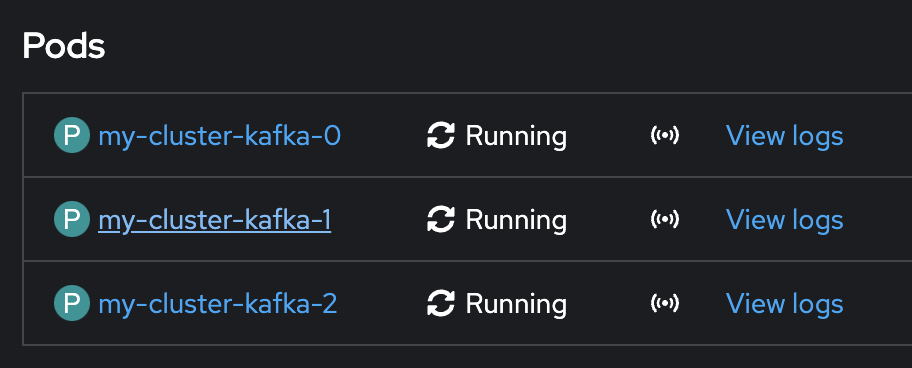 Pods
P my-cluster-kafka-0 Running View logs
P my-cluster-kafka-1 Running View logs
P my-cluster-kafka-2 Running View logs